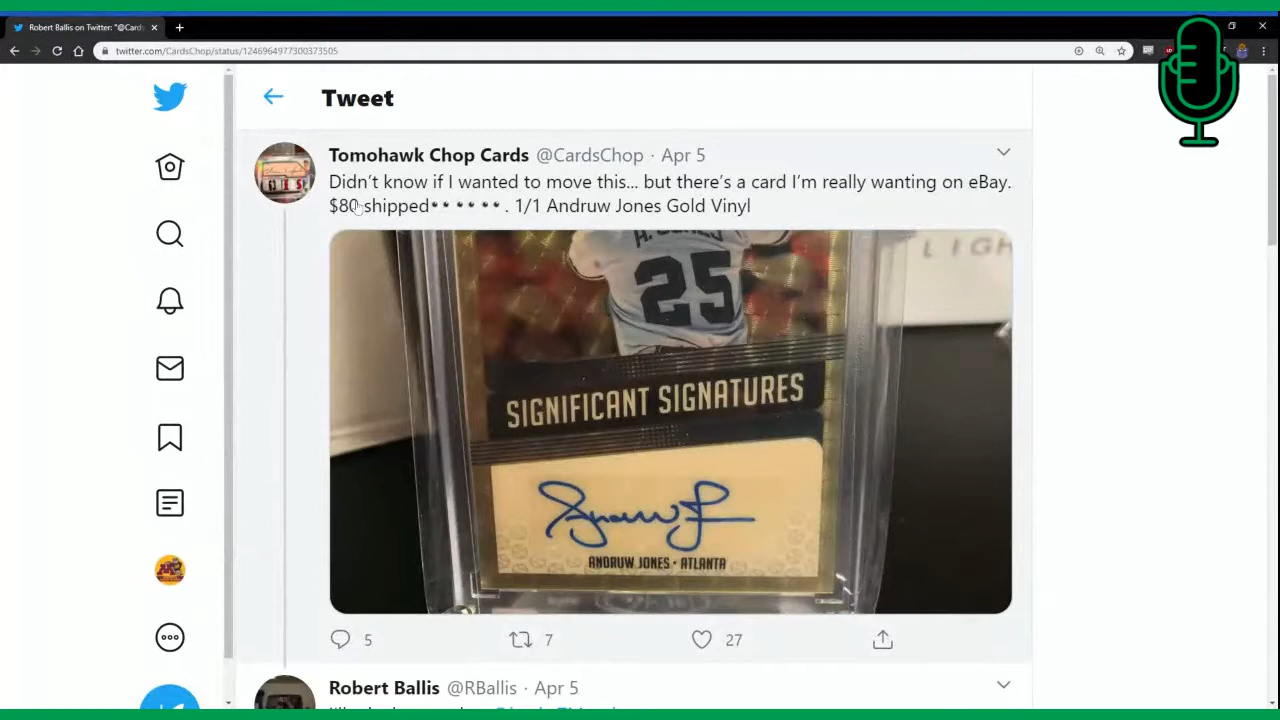 Robert Ballis on Twitter: "@Cards
twitter.com/CardsChop/status/1246964977300373505
Tweet
Tomohawk Chop Cards @CardsChop · Apr 5
Didn't know if I wanted to move this... but there's a card I'm really wanting on eBay.
$80 shipped•• •• ••. 1/1 Andruw Jones Gold Vinyl
LIGH
25
SIGNIFICANT SIGNATURES
ANDRUW JONES • ATLANTA
5 7 27
Robert Ballis @RBallis · Apr 5